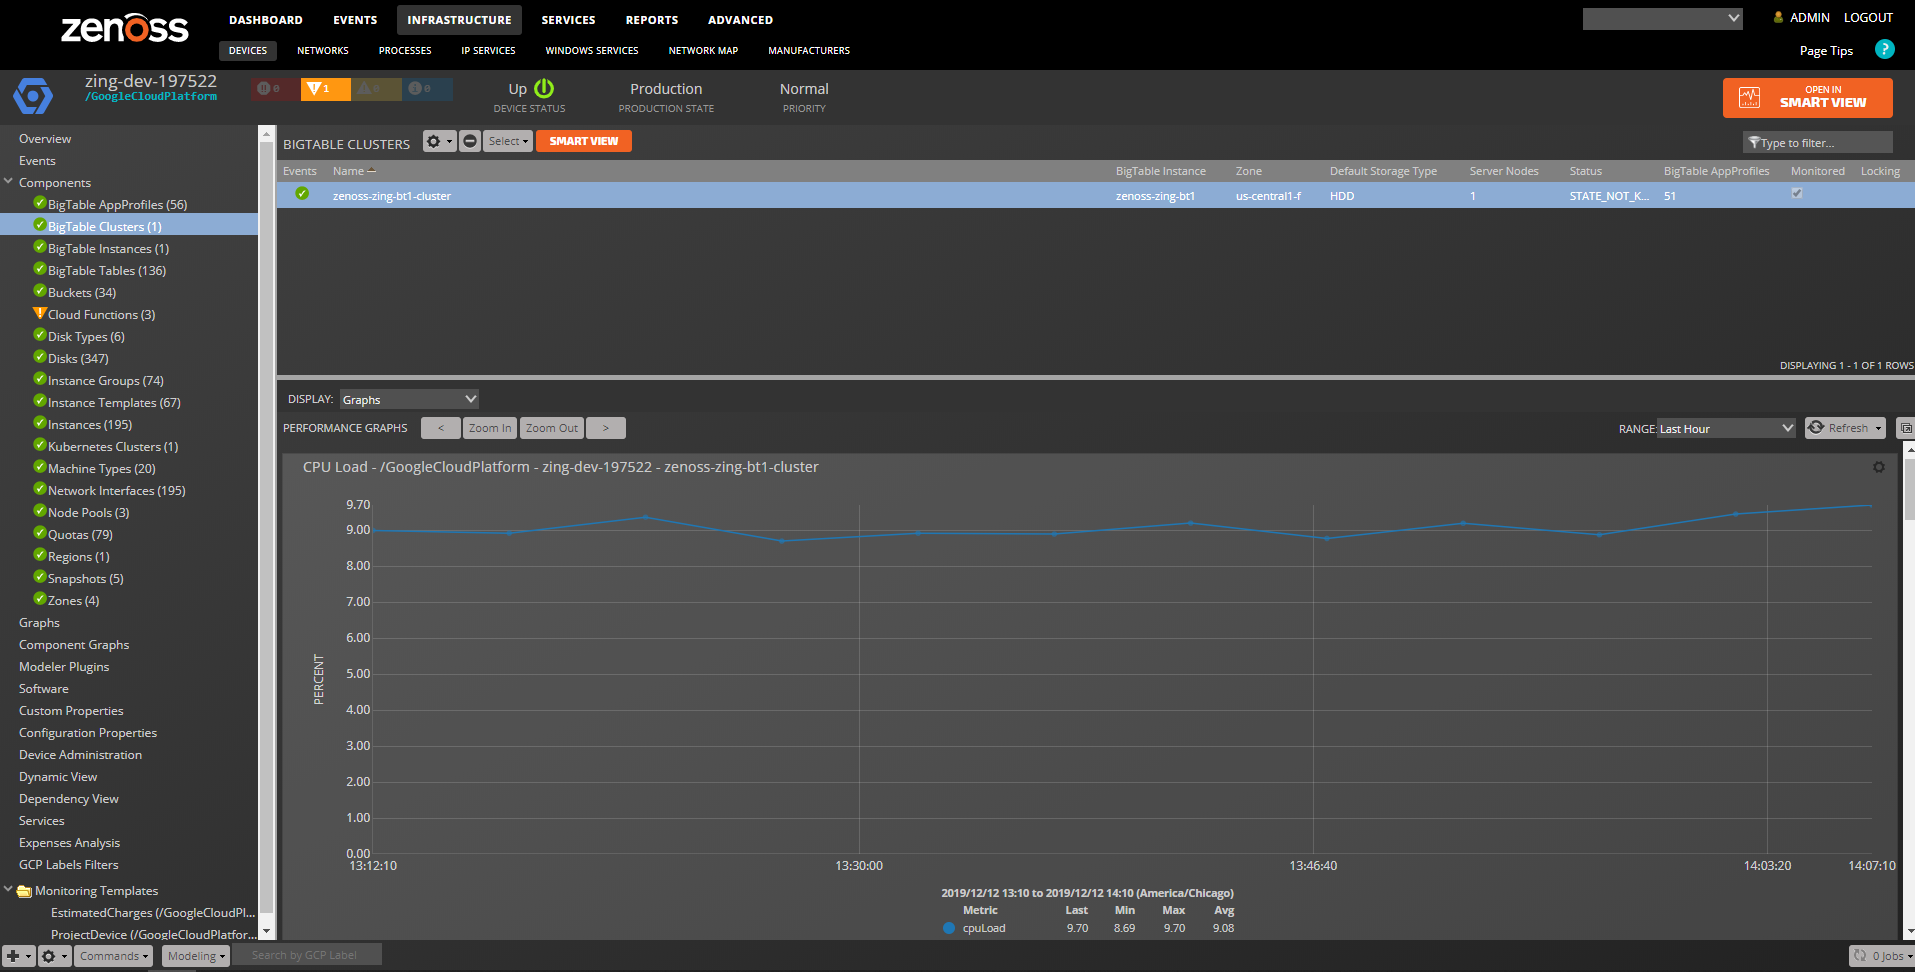 zenoss
DASHBOARD EVENTS INFRASTRUCTURE SERVICES REPORTS ADVANCED
ADMIN LOGOUT
DEVICES NETWORKS PROCESSES IP SERVICES WINDOWS SERVICES NETWORK MAP MANUFACTURERS
Page Tips ?
zing-dev-197522
/GoogleCloudPlatform
0 1 0
Up
DEVICE STATUS
Production
PRODUCTION STATE
Normal
PRIORITY
OPEN IN
SMART VIEW
Overview
Events
Components
BigTable AppProfiles (56)
BigTable Clusters (1)
BigTable Instances (1)
BigTable Tables (136)
Buckets (34)
Cloud Functions (3)
Disk Types (6)
Disks (347)
Instance Groups (74)
Instance Templates (67)
Instances (195)
Kubernetes Clusters (1)
Machine Types (20)
Network Interfaces (195)
Node Pools (3)
Quotas (79)
Regions (1)
Snapshots (5)
Zones (4)
Graphs
Component Graphs
Modeler Plugins
Software
Custom Properties
Configuration Properties
Device Administration
Dynamic View
Dependency View
Services
Expenses Analysis
GCP Labels Filters
Monitoring Templates
EstimatedCharges (/GoogleCloudPl...
ProjectDevice (/GoogleCloudPlatfor...
BIGTABLE CLUSTERS Select SMART VIEW Type to filter...
Events Name BigTable Instance Zone Default Storage Type Server Nodes Status BigTable AppProfiles Monitored Locking
zenoss-zing-bt1-cluster zenoss-zing-bt1 us-central1-f HDD 1 STATE_NOT_K... 51
DISPLAYING 1 - 1 OF 1 ROWS
DISPLAY: Graphs
PERFORMANCE GRAPHS < Zoom In Zoom Out > RANGE: Last Hour Refresh
CPU Load - /GoogleCloudPlatform - zing-dev-197522 - zenoss-zing-bt1-cluster
9.70
9.00
8.00
7.00
6.00
5.00
4.00
3.00
2.00
1.00
0.00
PERCENT
13:12:10 13:30:00 13:46:40 14:03:20 14:07:10
2019/12/12 13:10 to 2019/12/12 14:10 (America/Chicago)
Metric Last Min Max Avg
cpuLoad 9.70 8.69 9.70 9.08
Commands Modeling Search by GCP Label 0 Jobs